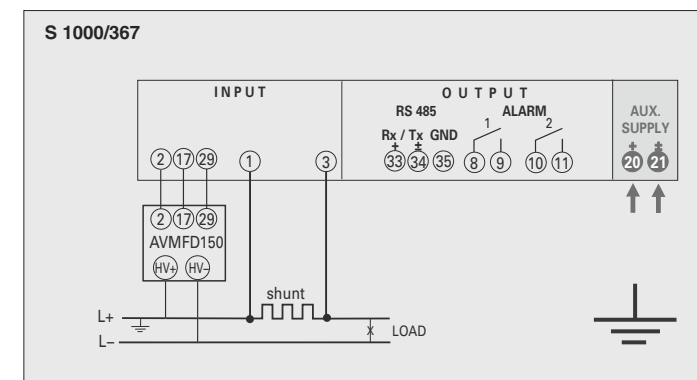 S 1000/367
INPUT
OUTPUT
RS 485 ALARM
1 2
Rx / Tx GND
+ ±
AUX.
SUPPLY
2 17 29 1 3 33 34 35 8 9 10 11 20 21
2 17 29
AVMFD150
HV+ HV–
shunt
L+
x LOAD
L–